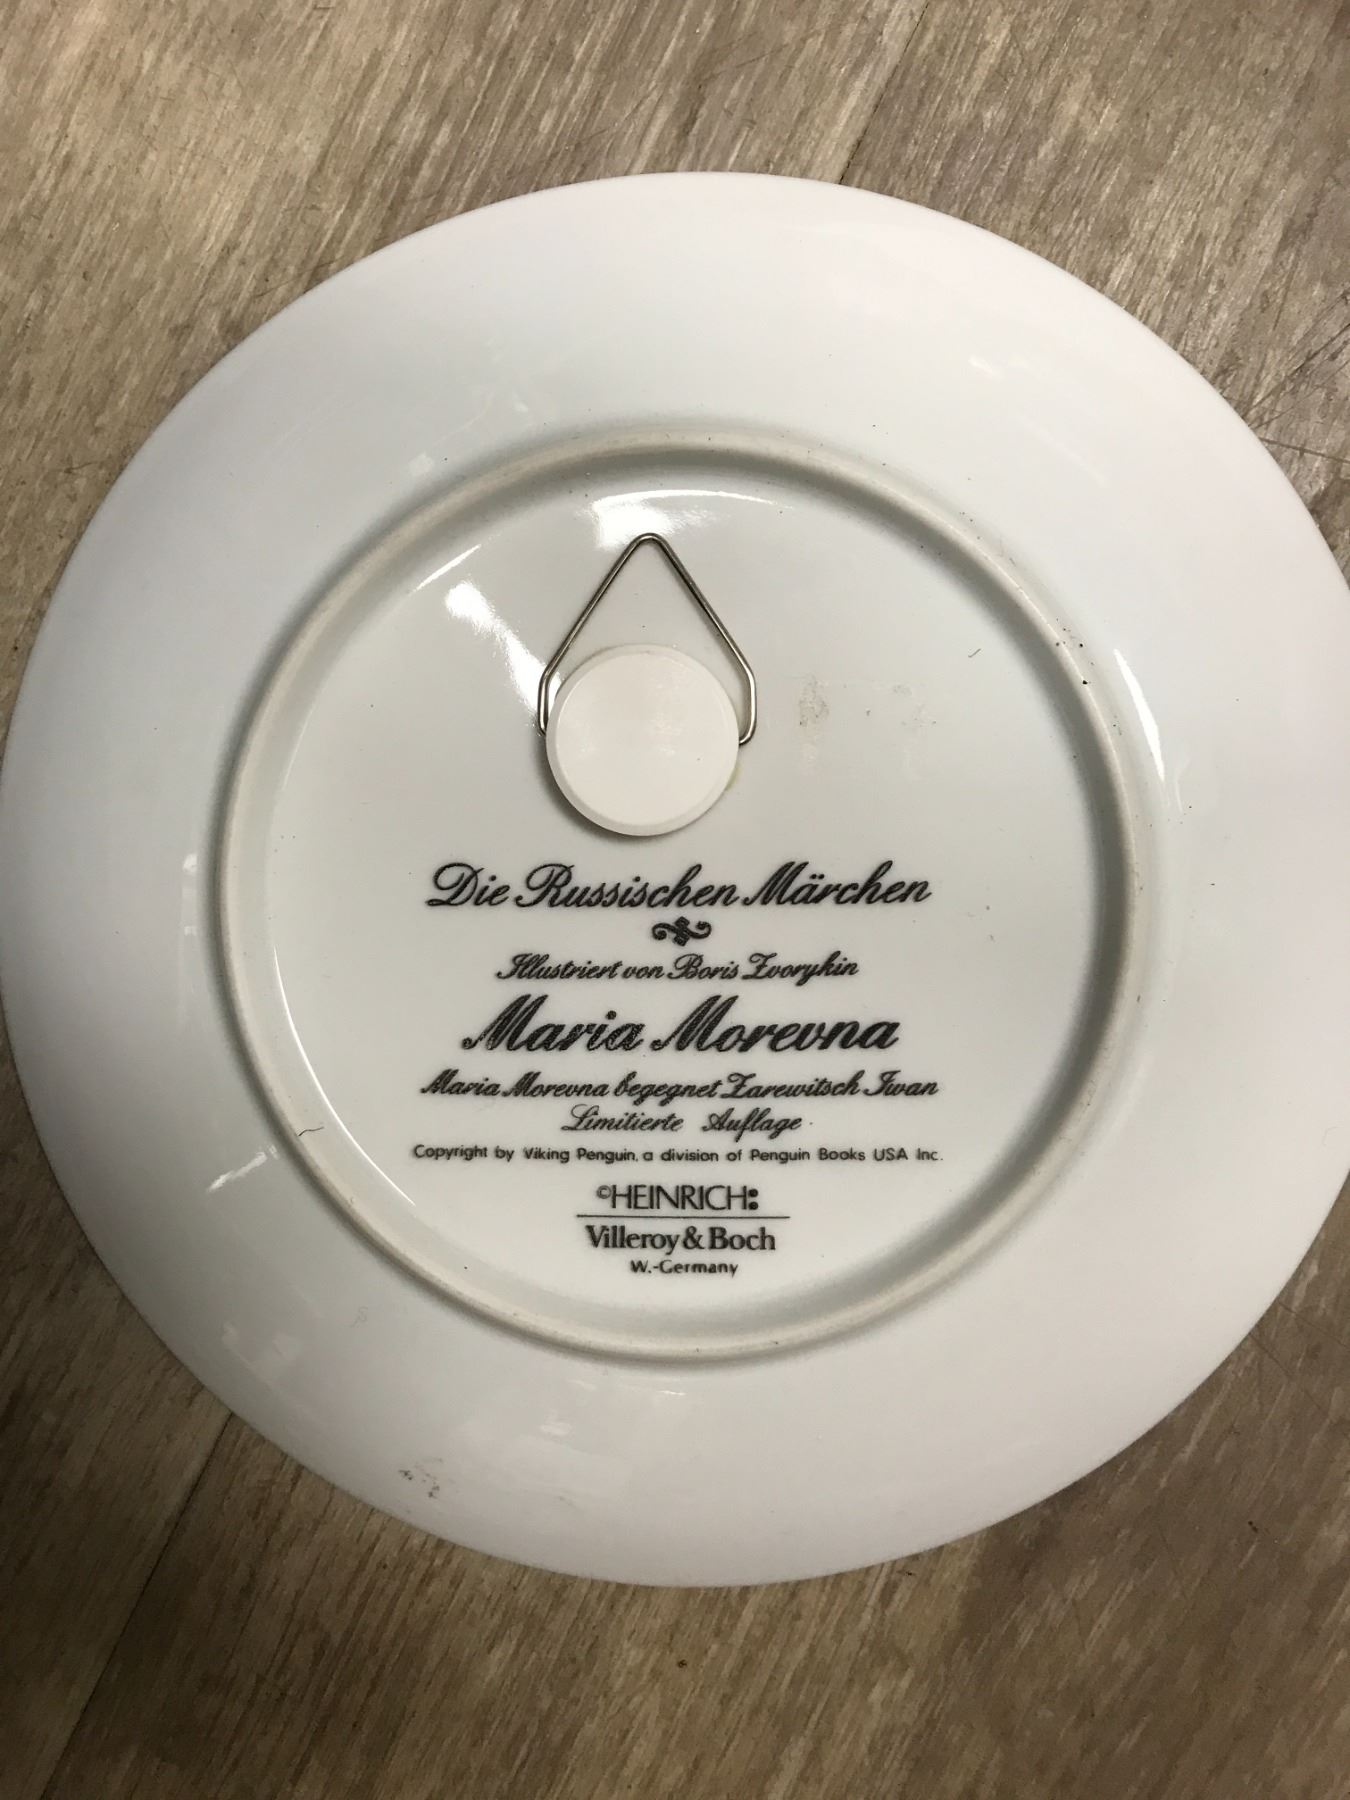 Die Russischen Märchen
Illustriert von Boris Zvorykin
Maria Morevna
Maria Morevna begegnet Zarewitsch Iwan
Limitierte Auflage
Copyright by Viking Penguin, a division of Penguin Books USA Inc.
©HEINRICH:
Villeroy & Boch
W.-Germany